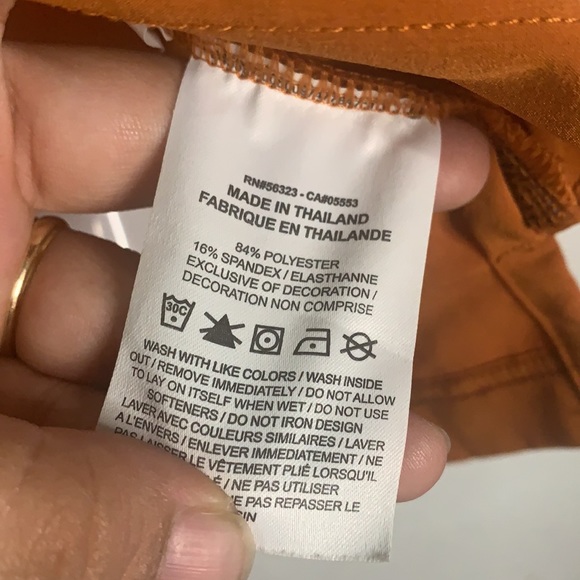 RN#56323 - CA#05553
MADE IN THAILAND
FABRIQUE EN THAILANDE
84% POLYESTER
16% SPANDEX / ELASTHANNE
EXCLUSIVE OF DECORATION /
DECORATION NON COMPRISE
30C
WASH WITH LIKE COLORS / WASH INSIDE
OUT / REMOVE IMMEDIATELY / DO NOT ALLOW
TO LAY ON ITSELF WHEN WET / DO NOT USE
SOFTENERS / DO NOT IRON DESIGN
LAVER AVEC COULEURS SIMILAIRES / LAVER
A L'ENVERS / ENLEVER IMMEDIATEMENT / NE
PAS LAISSER LE VÊTEMENT PLIÉ LORSQU'IL
/ NE PAS UTILISER
NE PAS REPASSER LE